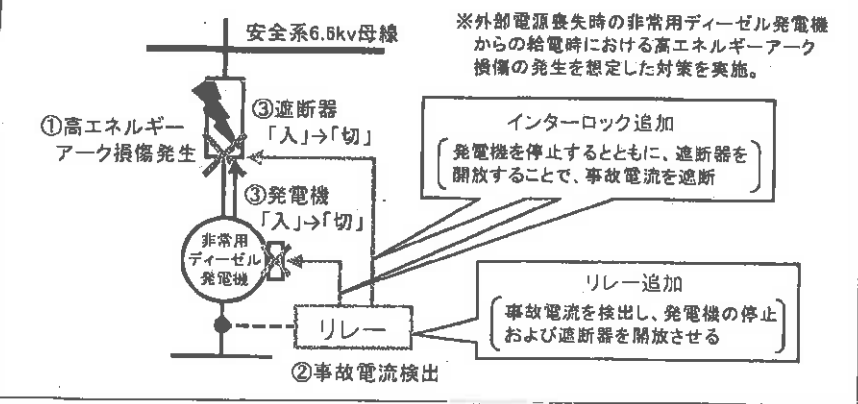 安全系6.6kv母線
※外部電源喪失時の非常用ディーゼル発電機
からの給電時における高エネルギーアーク
損傷の発生を想定した対策を実施。
①高エネルギー
アーク損傷発生
③遮断器
「入」→「切」
インターロック追加
発電機を停止するとともに、遮断器を
開放することで、事故電流を遮断
③発電機
「入」→「切」
非常用
ディーゼル
発電機
リレー追加
事故電流を検出し、発電機の停止
および遮断器を開放させる
リレー
②事故電流検出